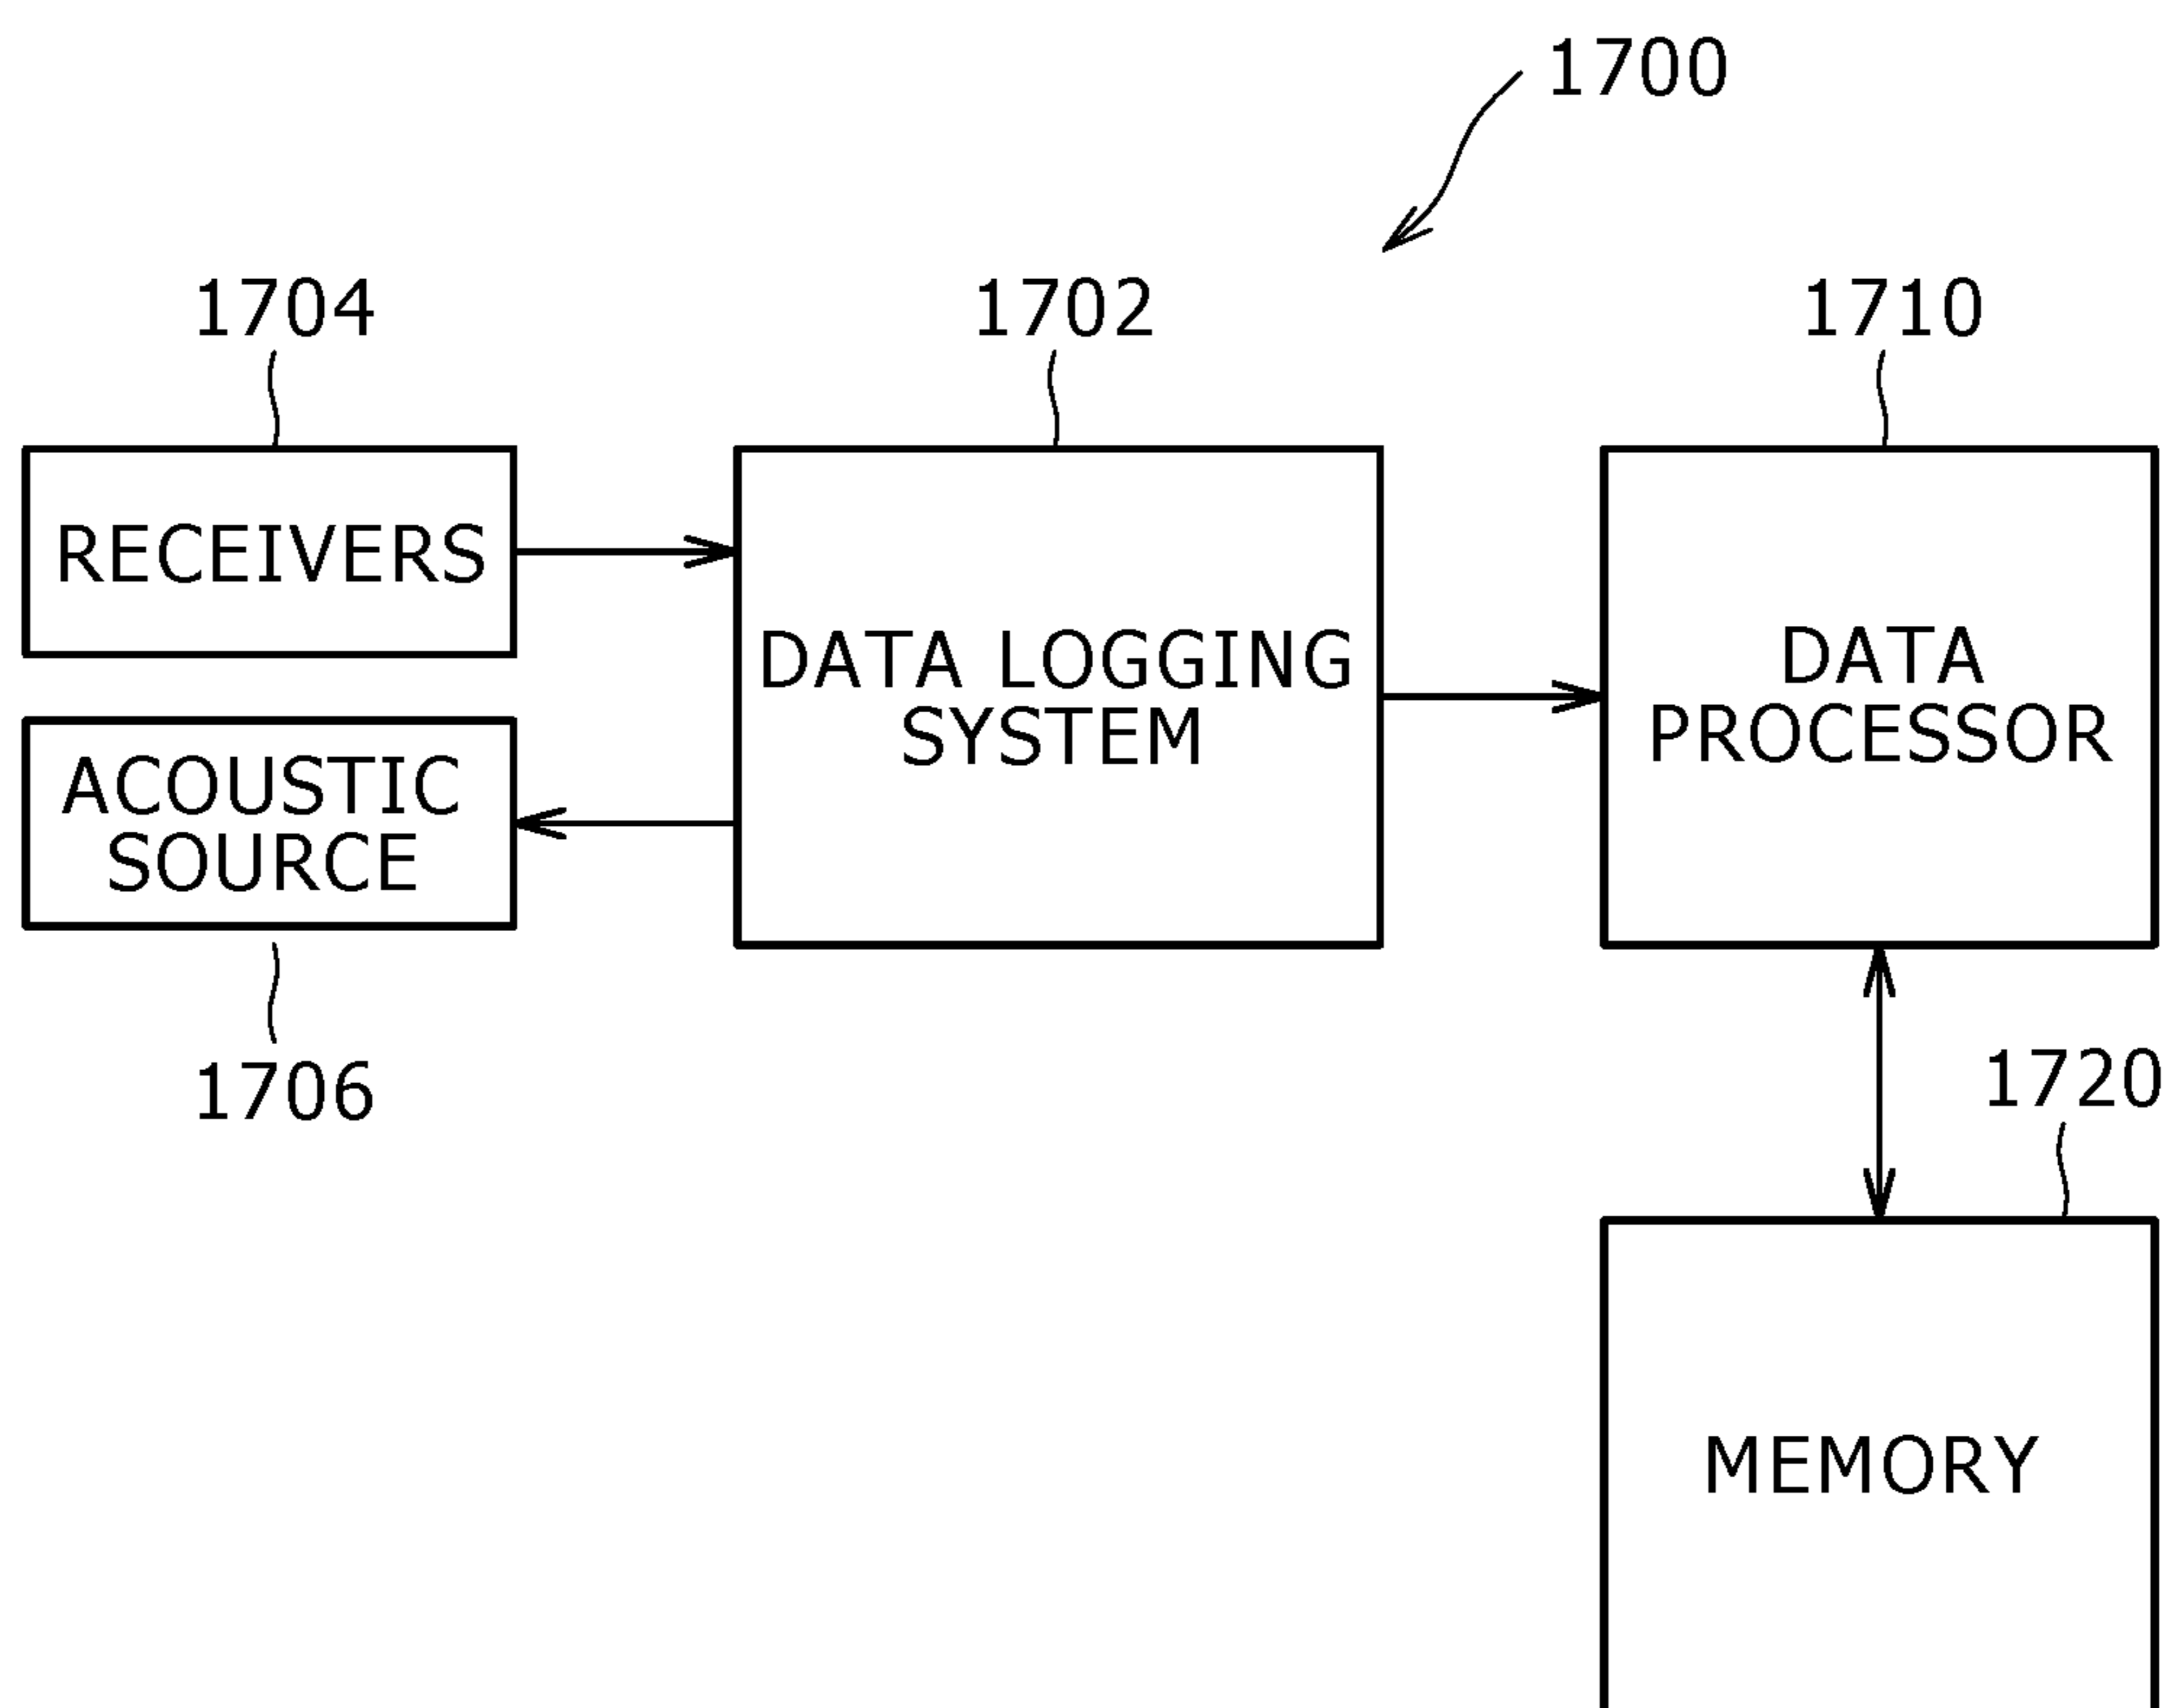 1700
1704
1702
1710
RECEIVERS
DATA LOGGING
SYSTEM
DATA
PROCESSOR
ACOUSTIC
SOURCE
1706
1720
MEMORY